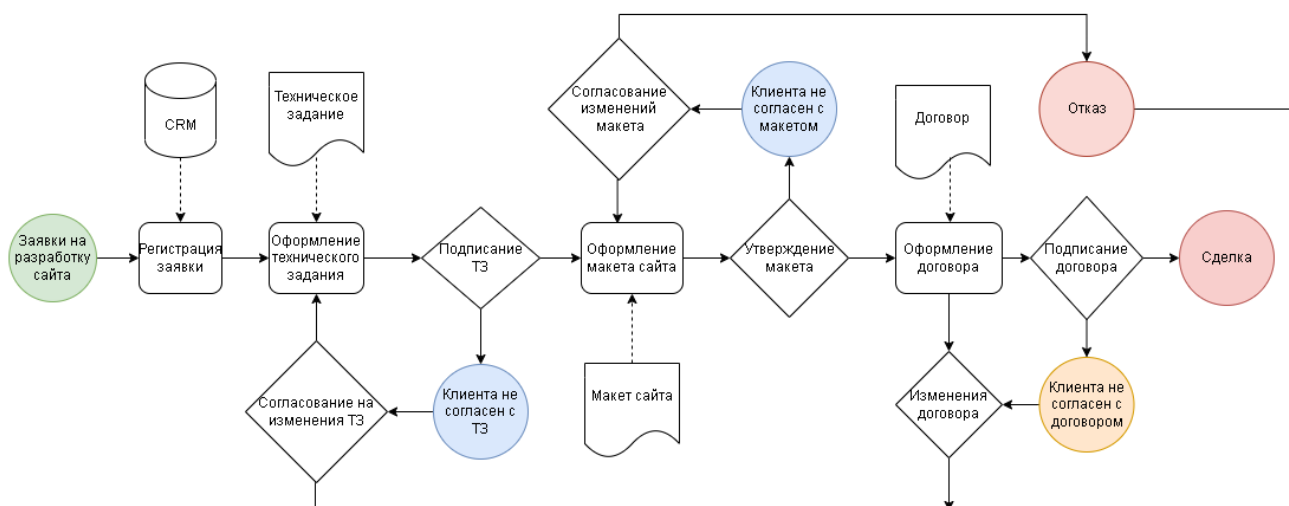 Согласование
изменений
макета
Клиента не
согласен с
макетом
Отказ
CRM
Техническое
задание
Договор
Заявки на
разработку
сайта
Регистрация
заявки
Оформление
технического
задания
Подписание
ТЗ
Оформление
макета сайта
Утверждение
макета
Оформление
договора
Подписание
договора
Сделка
Согласование на
изменения ТЗ
Клиента не
согласен с
ТЗ
Макет сайта
Изменения
договора
Клиента не
согласен с
договором